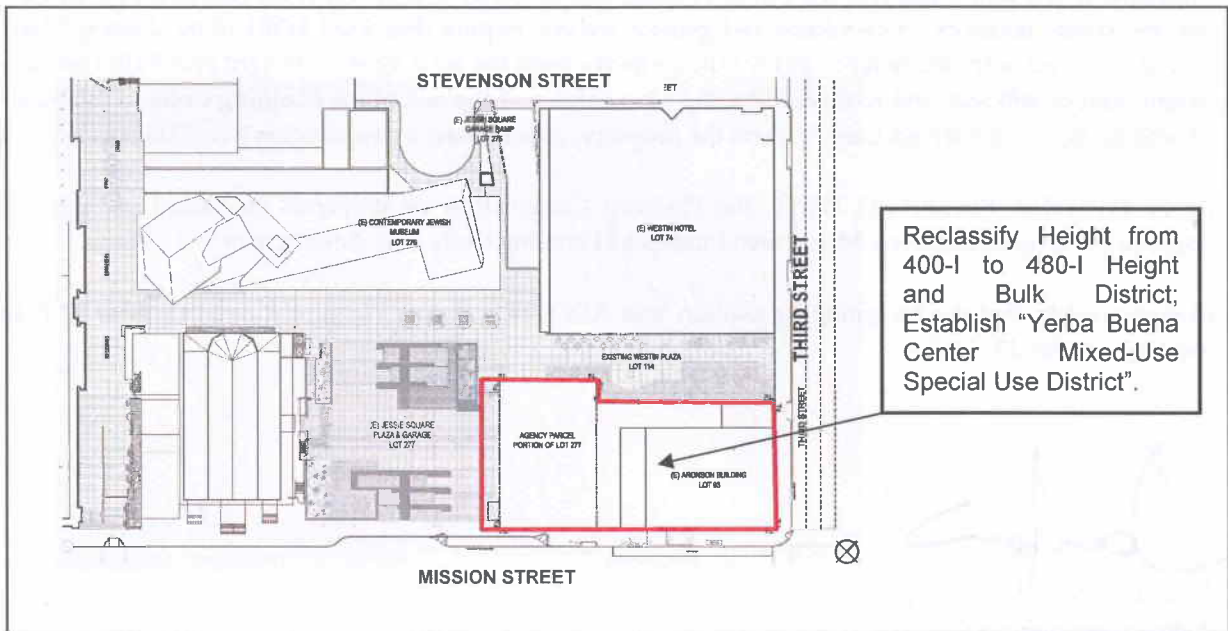 STEVENSON STREET
(E) JESSIE SQUARE
GARAGE RAMP
LOT 275
(E) CONTEMPORARY JEWISH
MUSEUM
LOT 276
(E) WESTIN HOTEL
THIRD STREET
EXISTING WESTIN PLAZA
LOT 114
THIRD STREET
(E) JESSIE SQUARE
PLAZA & GARAGE
LOT 277
AGENCY PARCEL
PORTION OF LOT 277
(E) ARONSON BUILDING
LOT 93
MISSION STREET
Reclassify Height from
400-I to 480-I Height
and Bulk District;
Establish “Yerba Buena
Center Mixed-Use
Special Use District”.